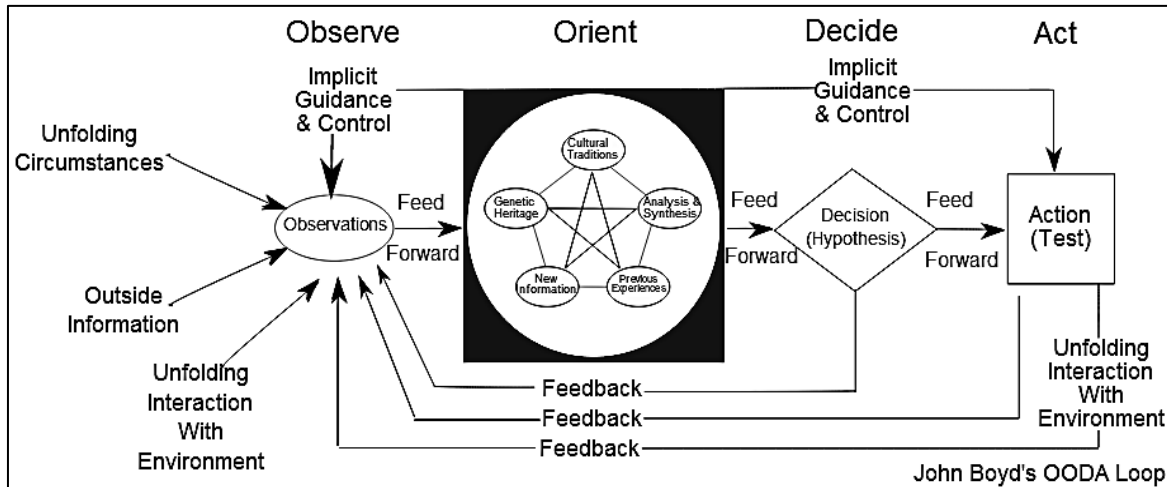 Observe
Orient
Decide
Act
Implicit
Guidance
& Control
Implicit
Guidance
& Control
Unfolding
Circumstances
Observations
Feed
Forward
Cultural
Traditions
Genetic
Heritage
Analysis &
Synthesis
New
Information
Previous
Experiences
Feed
Forward
Decision
(Hypothesis)
Feed
Forward
Action
(Test)
Outside
Information
Unfolding
Interaction
With
Environment
Feedback
Feedback
Feedback
Unfolding
Interaction
With
Environment
John Boyd's OODA Loop